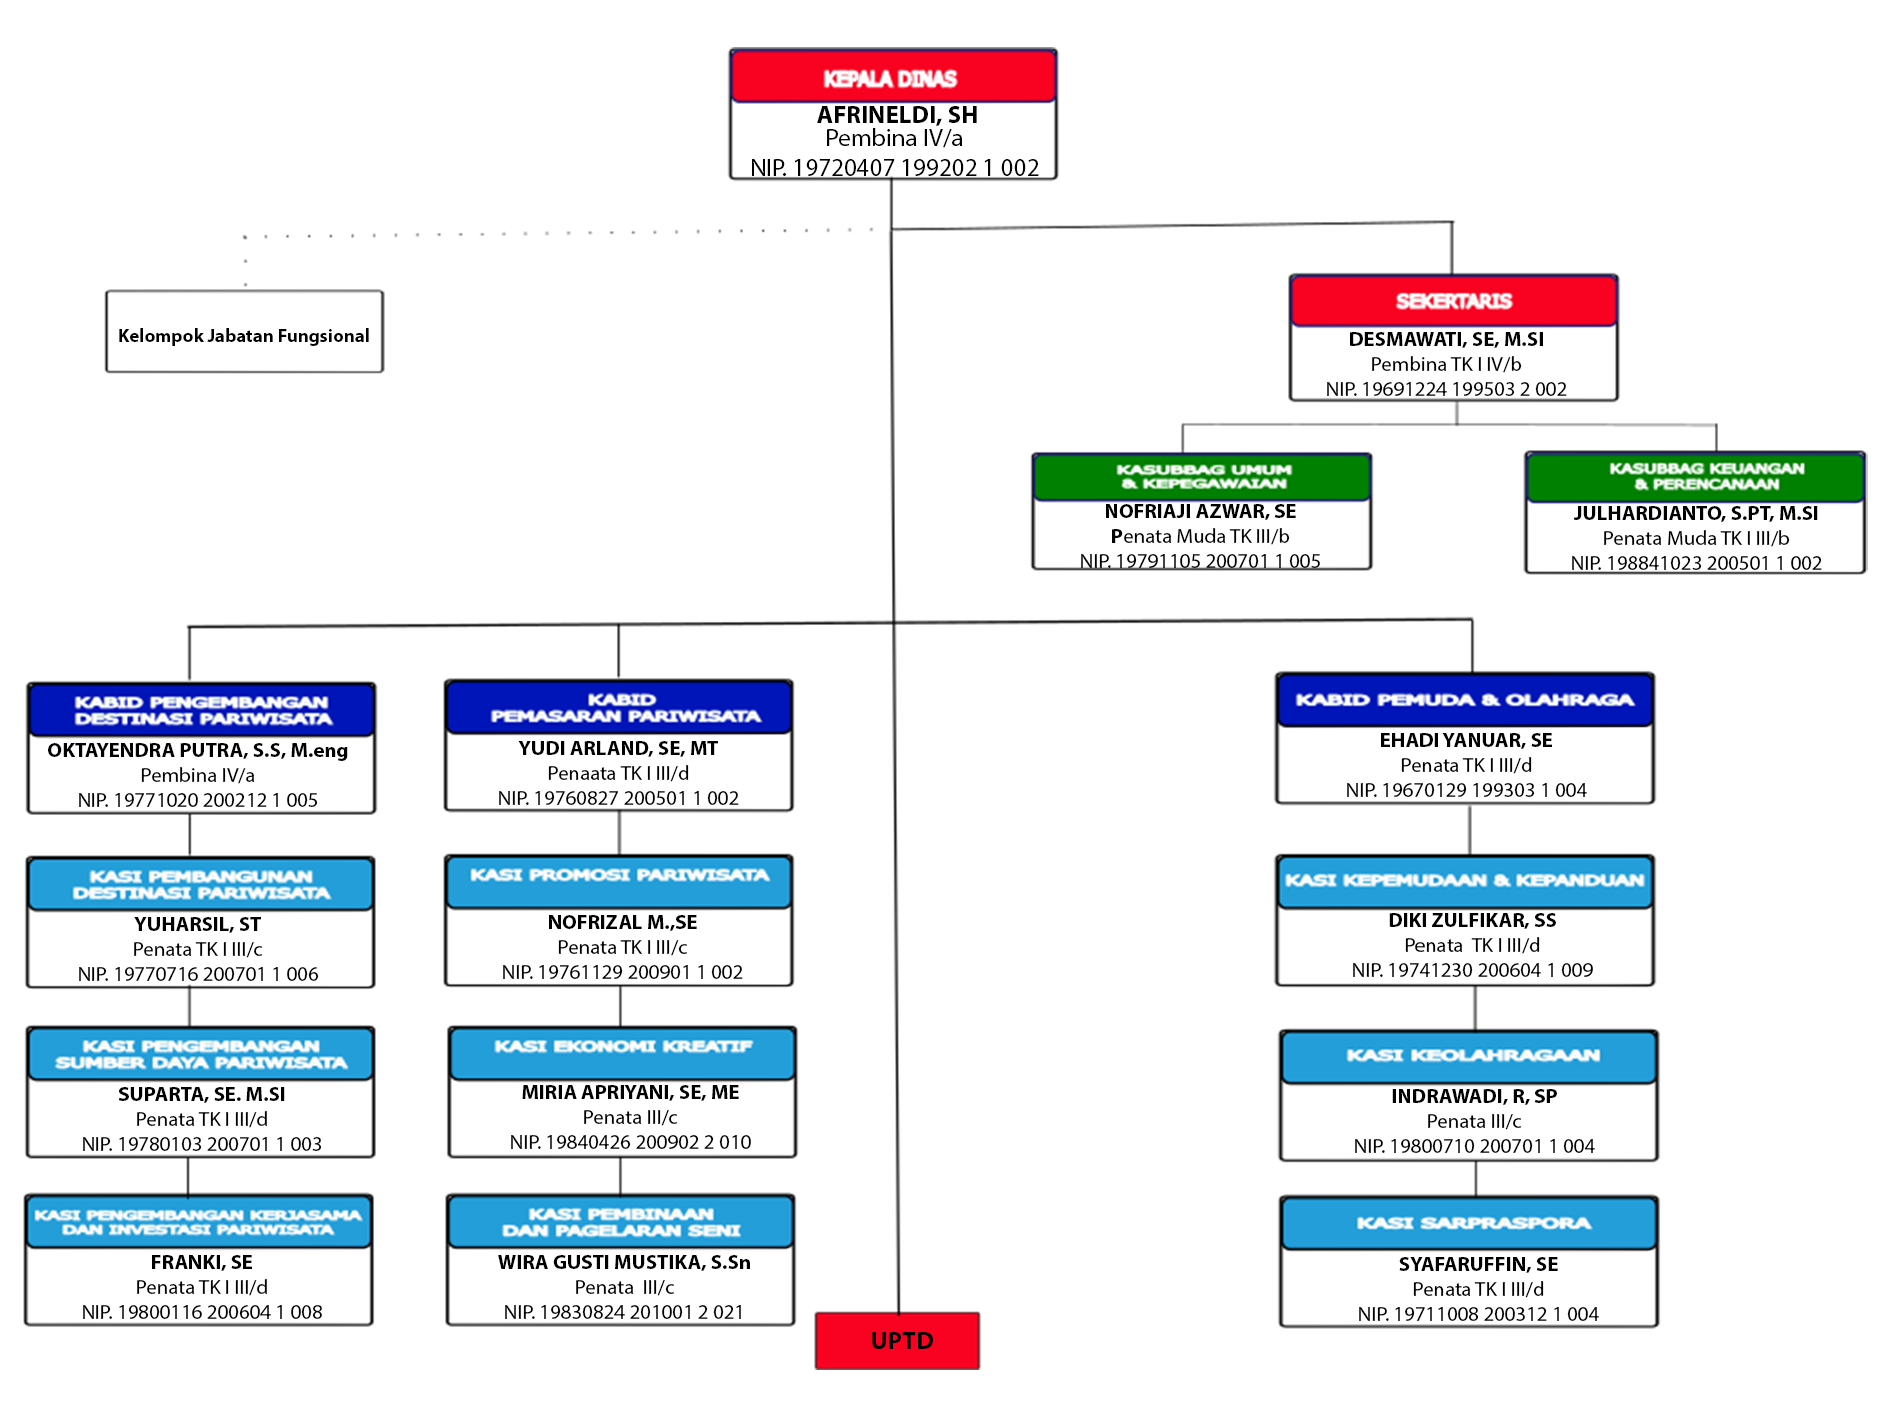 KEPALA DINAS
AFRINELDI, SH
Pembina IV/a
NIP. 19720407 199202 1 002
Kelompok Jabatan Fungsional
SEKERTARIS
DESMAWATI, SE, M.SI
Pembina TK I IV/b
NIP. 19691224 199503 2 002
KASUBBAG UMUM
& KEPEGAWAIAN
NOFRIAJI AZWAR, SE
Penata Muda TK III/b
NIP. 19791105 200701 1 005
KASUBBAG KEUANGAN
& PERENCANAAN
JULHARDIANTO, S.PT, M.SI
Penata Muda TK I III/b
NIP. 198841023 200501 1 002
KABID PENGEMBANGAN
DESTINASI PARIWISATA
OKTAYENDRA PUTRA, S.S, M.eng
Pembina IV/a
NIP. 19771020 200212 1 005
KASI PEMBANGUNAN
DESTINASI PARIWISATA
YUHARSIL, ST
Penata TK I III/c
NIP. 19770716 200701 1 006
KASI PENGEMBANGAN
SUMBER DAYA PARIWISATA
SUPARTA, SE. M.SI
Penata TK I III/d
NIP. 19780103 200701 1 003
KASI PENGEMBANGAN KERJASAMA
DAN INVESTASI PARIWISATA
FRANKI, SE
Penata TK I III/d
NIP. 19800116 200604 1 008
KABID
PEMASARAN PARIWISATA
YUDI ARLAND, SE, MT
Penaata TK I III/d
NIP. 19760827 200501 1 002
KASI PROMOSI PARIWISATA
NOFRIZAL M.,SE
Penata TK I III/c
NIP. 19761129 200901 1 002
KASI EKONOMI KREATIF
MIRIA APRIYANI, SE, ME
Penata III/c
NIP. 19840426 200902 2 010
KASI PEMBINAAN
DAN PAGELARAN SENI
WIRA GUSTI MUSTIKA, S.Sn
Penata  III/c
NIP. 19830824 201001 2 021
KABID PEMUDA & OLAHRAGA
EHADI YANUAR, SE
Penata TK I III/d
NIP. 19670129 199303 1 004
KASI KEPEMUDAAN & KEPANDUAN
DIKI ZULFIKAR, SS
Penata  TK I III/d
NIP. 19741230 200604 1 009
KASI KEOLAHRAGAAN
INDRAWADI, R, SP
Penata III/c
NIP. 19800710 200701 1 004
KASI SARPRASPORA
SYAFARUFFIN, SE
Penata TK I III/d
NIP. 19711008 200312 1 004
UPTD